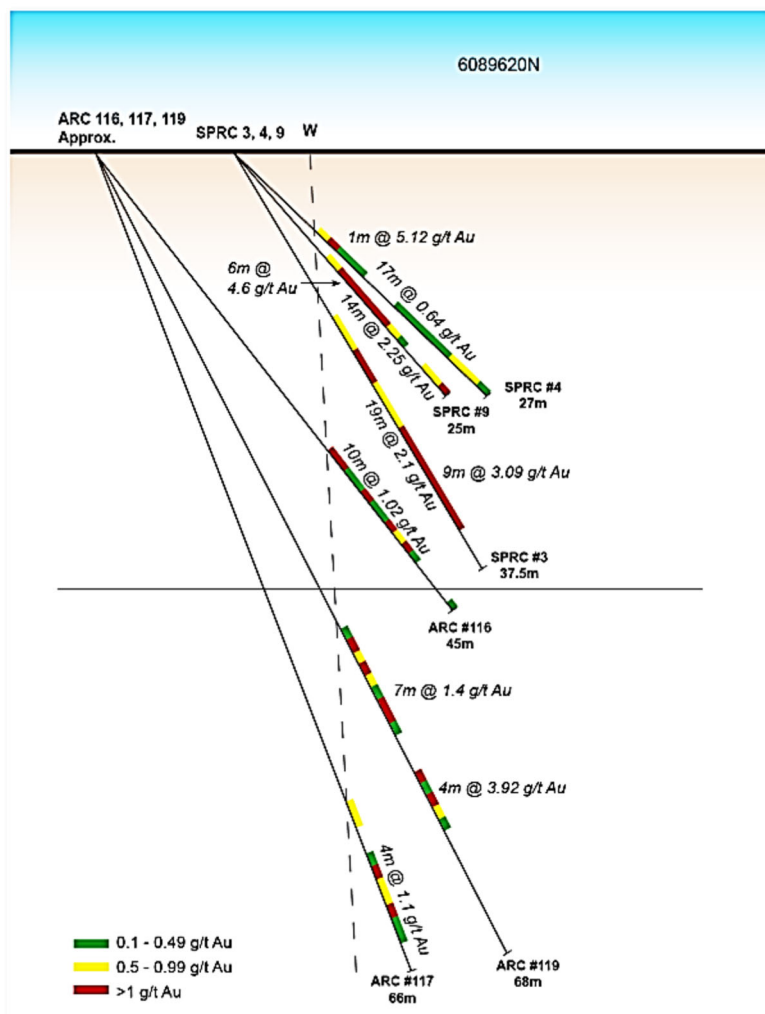 6089620N
ARC 116, 117, 119
Approx.
SPRC 3, 4, 9
W
1m @ 5.12 g/t Au
17m @ 0.64 g/t Au
6m @
4.6 g/t Au
14m @ 2.25 g/t Au
SPRC #4
27m
SPRC #9
25m
19m @ 2.1 g/t Au
9m @ 3.09 g/t Au
10m @ 1.02 g/t Au
SPRC #3
37.5m
ARC #116
45m
7m @ 1.4 g/t Au
4m @ 3.92 g/t Au
4m @ 1.1 g/t Au
0.1 - 0.49 g/t Au
0.5 - 0.99 g/t Au
>1 g/t Au
ARC #117
66m
ARC #119
68m